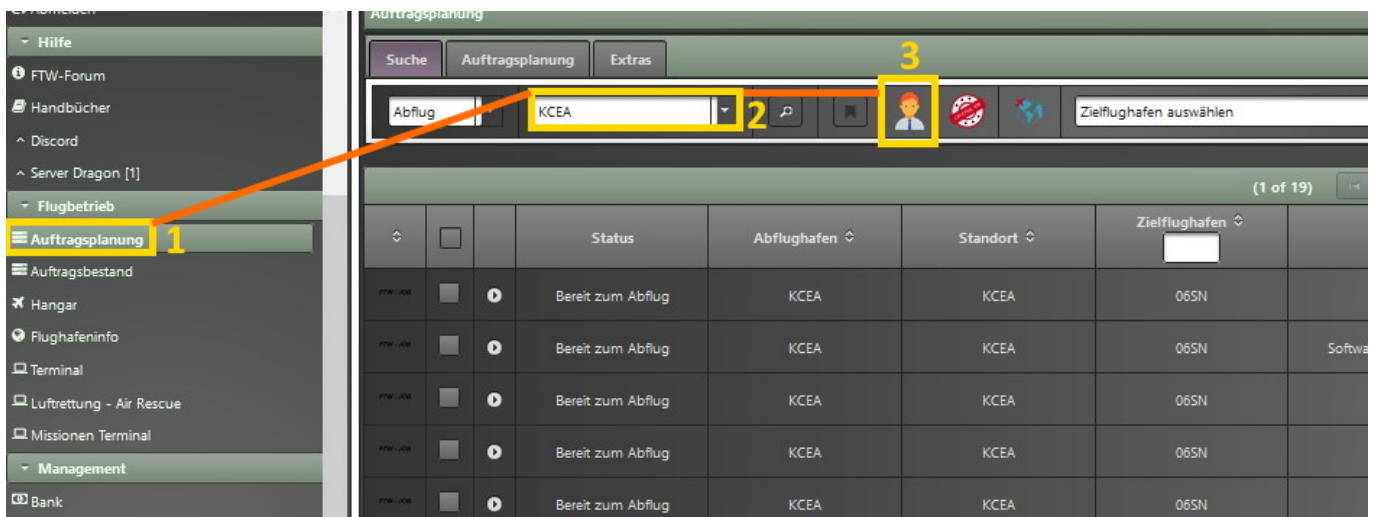 Auftragsplanung
Hilfe
FTW-Forum
Handbücher
Discord
Server Dragon [1]
Flugbetrieb
Auftragsplanung 1
Auftragsbestand
Hangar
Flughafeninfo
Terminal
Luftrettung - Air Rescue
Missionen Terminal
Management
Bank
Suche Auftragsplanung Extras 3
Abflug KCEA 2 Zielflughafen auswählen
(1 of 19)
Status Abflughafen Standort Zielflughafen
Bereit zum Abflug KCEA KCEA 06SN
Bereit zum Abflug KCEA KCEA 06SN Softwa
Bereit zum Abflug KCEA KCEA 06SN
Bereit zum Abflug KCEA KCEA 06SN
Bereit zum Abflug KCEA KCEA 06SN